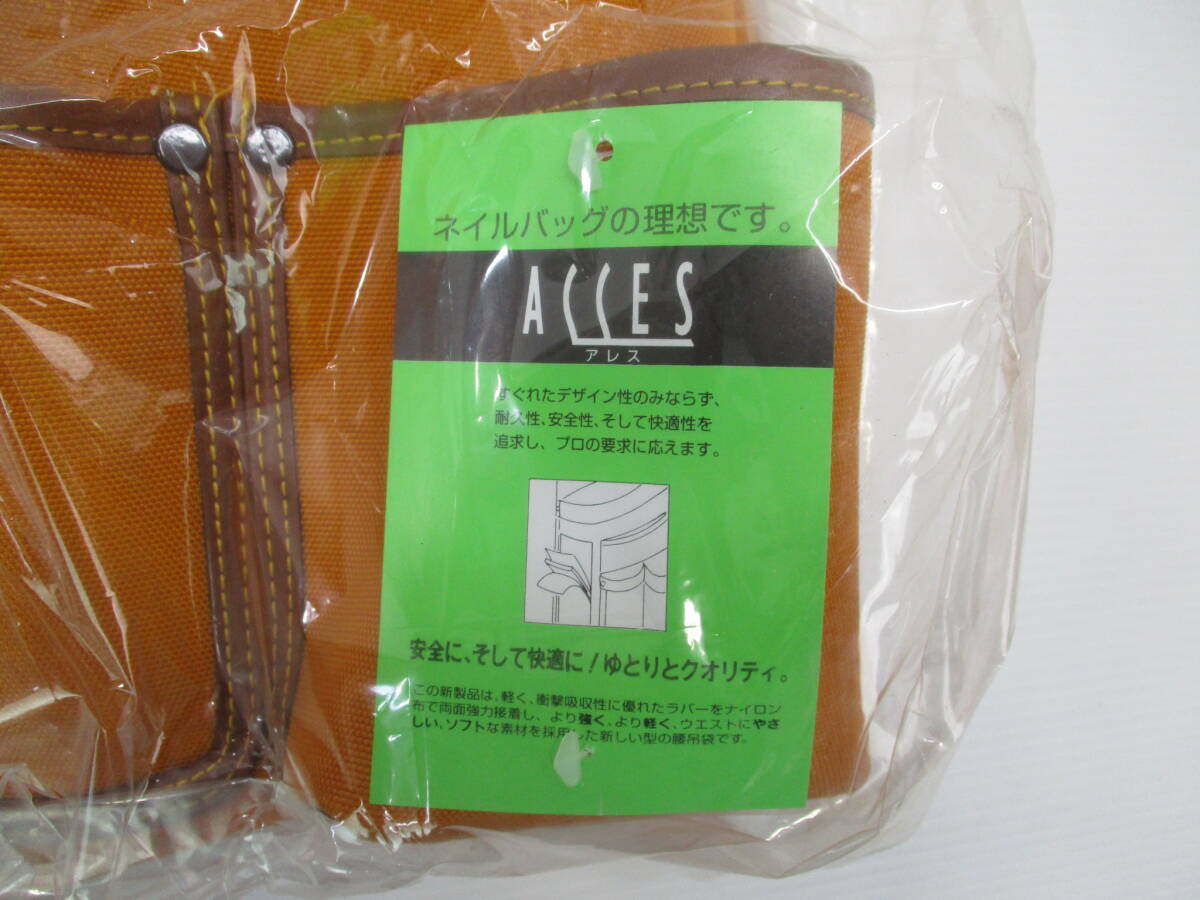 ネイルバッグの理想です。
ACCES
アレス
すぐれたデザイン性のみならず、
耐久性、安全性、そして快適性を
追求し、プロの要求に応えます。
安全に、そして快適に!ゆとりとクオリティ。
この新製品は、軽く、衝撃吸収性に優れたラバーをナイロン
布で両面強力接着し、より強く、より軽く、ウエストにやさ
しい、ソフトな素材を採用した新しい型の腰吊袋です。